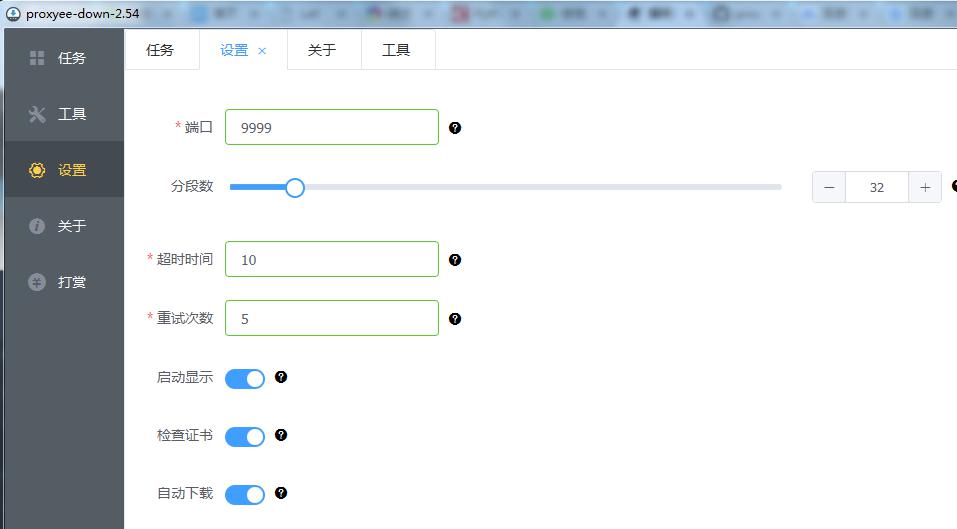 proxyee-down-2.54
任务 设置 × 关于 工具
任务
工具
设置
关于
打赏
* 端口 9999 ?
分段数 − 32 + ?
* 超时时间 10 ?
* 重试次数 5 ?
启动显示 ?
检查证书 ?
自动下载 ?